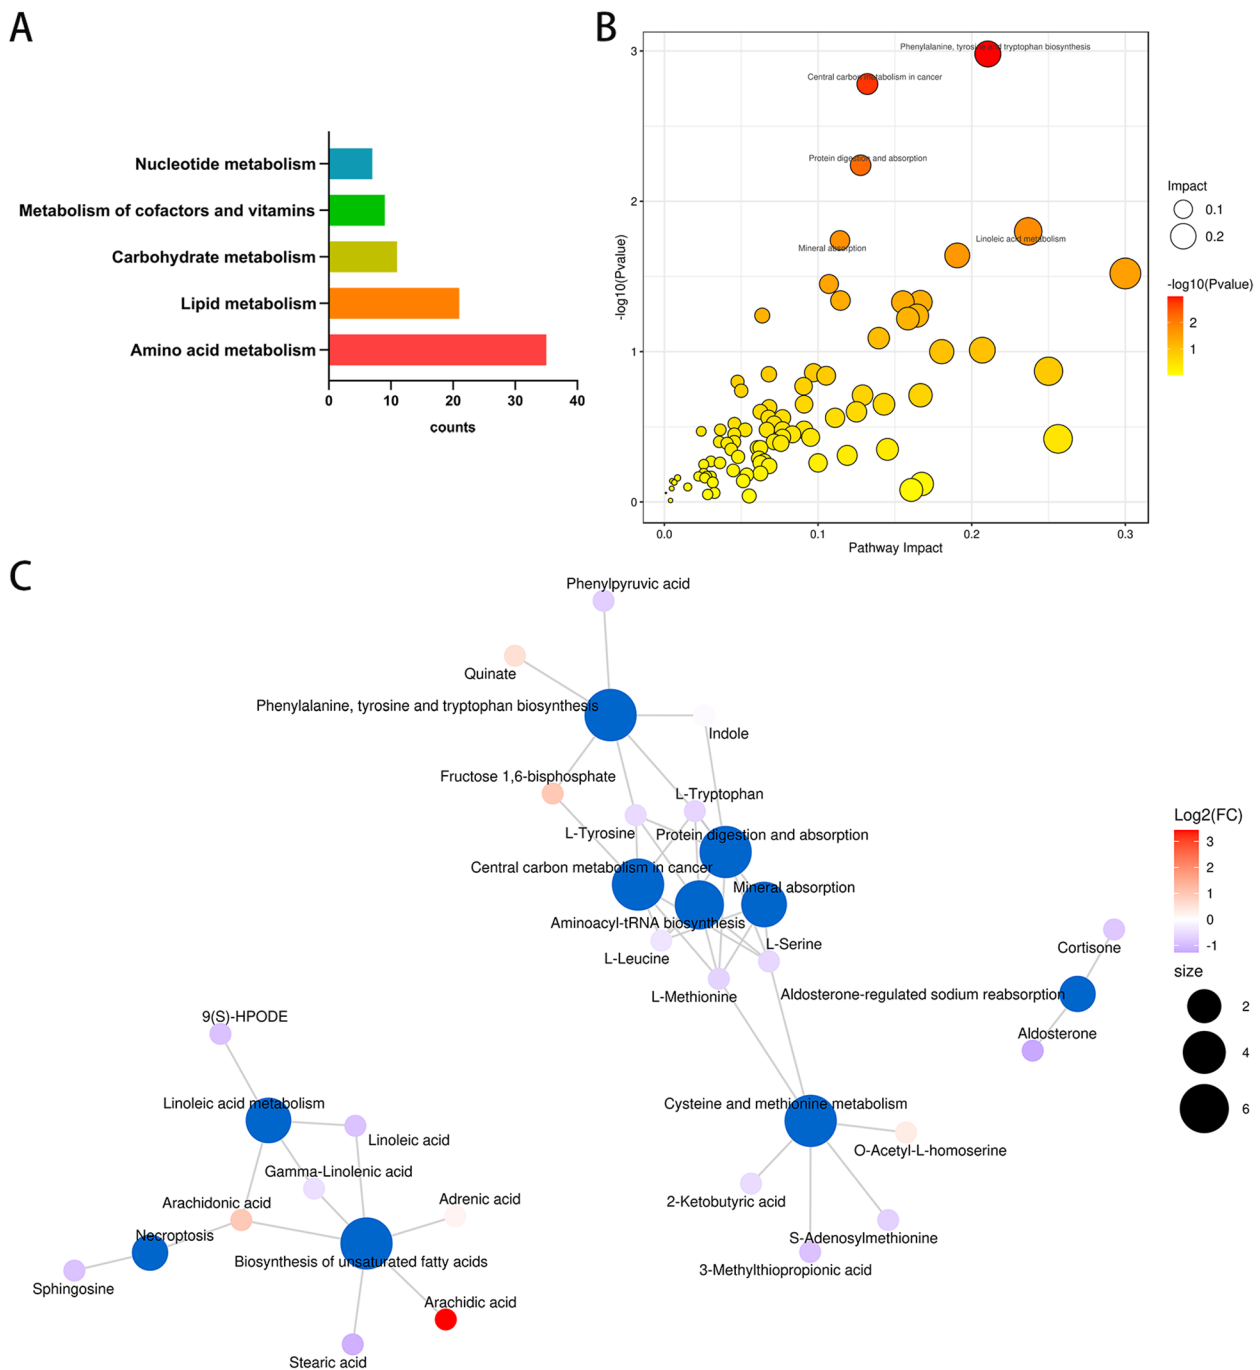 A
Nucleotide metabolism
Metabolism of cofactors and vitamins
Carbohydrate metabolism
Lipid metabolism
Amino acid metabolism
0 10 20 30 40
counts
B
Phenylalanine, tyrosine and tryptophan biosynthesis
Central carbon metabolism in cancer
Protein digestion and absorption
Linoleic acid metabolism
Mineral absorption
3
2
1
0
-log10(Pvalue)
0.0 0.1 0.2 0.3
Pathway Impact
Impact
0.1
0.2
-log10(Pvalue)
2
1
C
Phenylpyruvic acid
Quinate
Phenylalanine, tyrosine and tryptophan biosynthesis
Indole
Fructose 1,6-bisphosphate
L-Tryptophan
L-Tyrosine
Protein digestion and absorption
Central carbon metabolism in cancer
Mineral absorption
Aminoacyl-tRNA biosynthesis
L-Serine
L-Leucine
L-Methionine
Cortisone
Aldosterone-regulated sodium reabsorption
Aldosterone
9(S)-HPODE
Linoleic acid metabolism
Linoleic acid
Gamma-Linolenic acid
Arachidonic acid
Adrenic acid
Necroptosis
Biosynthesis of unsaturated fatty acids
Sphingosine
Arachidic acid
Stearic acid
Cysteine and methionine metabolism
O-Acetyl-L-homoserine
2-Ketobutyric acid
S-Adenosylmethionine
3-Methylthiopropionic acid
Log2(FC)
3
2
1
0
-1
size
2
4
6